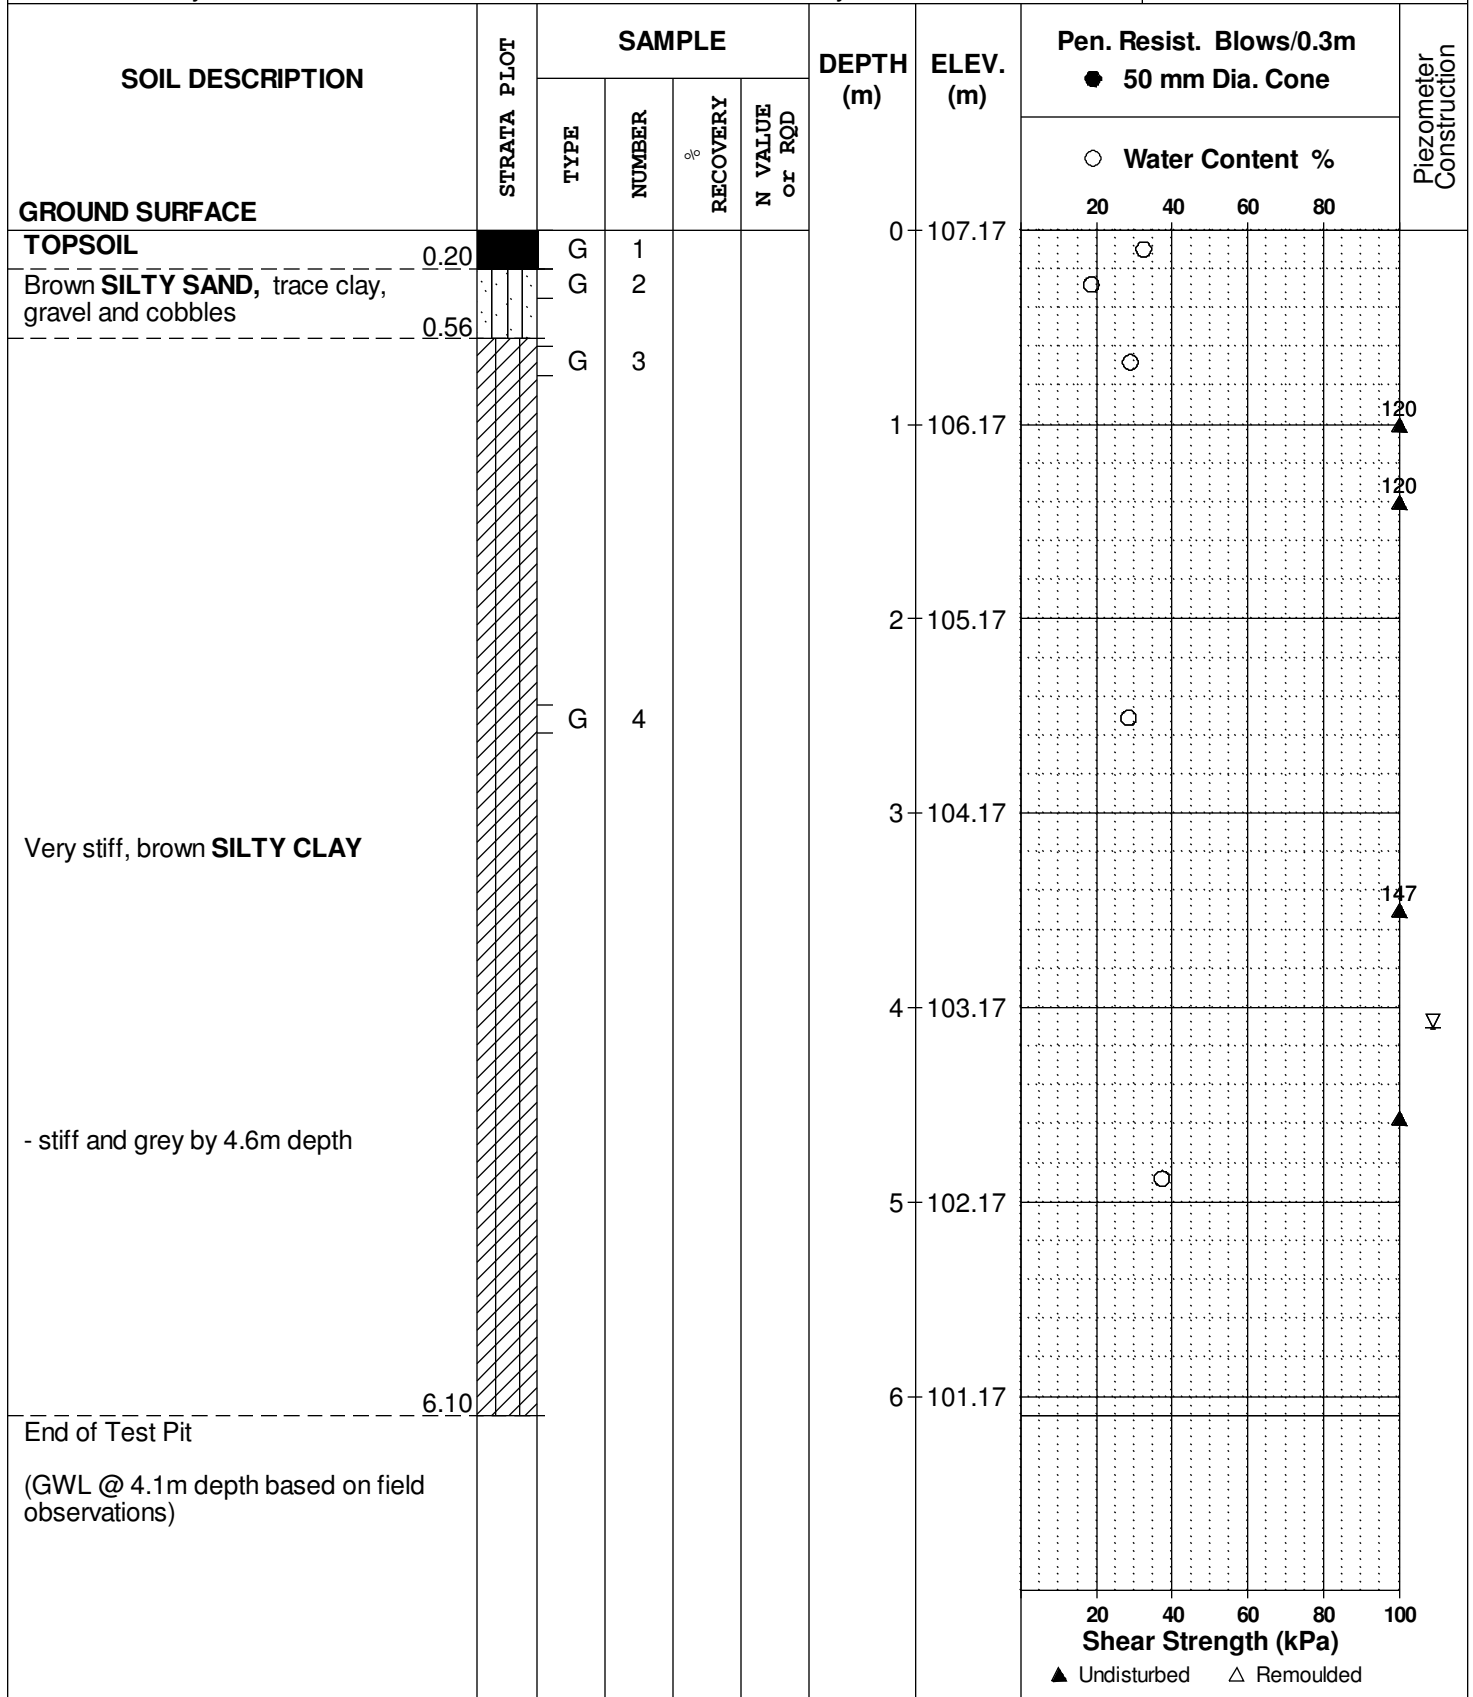 SOIL DESCRIPTION
GROUND SURFACE
STRATA PLOT
SAMPLE
TYPE
NUMBER
%
RECOVERY
N VALUE
or RQD
DEPTH
(m)
ELEV.
(m)
Pen. Resist. Blows/0.3m
● 50 mm Dia. Cone
○ Water Content %
20 40 60 80
Piezometer
Construction
TOPSOIL
0.20
G 1
0 107.17
Brown SILTY SAND, trace clay,
gravel and cobbles
0.56
G 2
G 3
120
1 106.17
120
2 105.17
G 4
3 104.17
Very stiff, brown SILTY CLAY
147
4 103.17
- stiff and grey by 4.6m depth
5 102.17
6 101.17
6.10
End of Test Pit
(GWL @ 4.1m depth based on field
observations)
20 40 60 80 100
Shear Strength (kPa)
▲ Undisturbed △ Remoulded